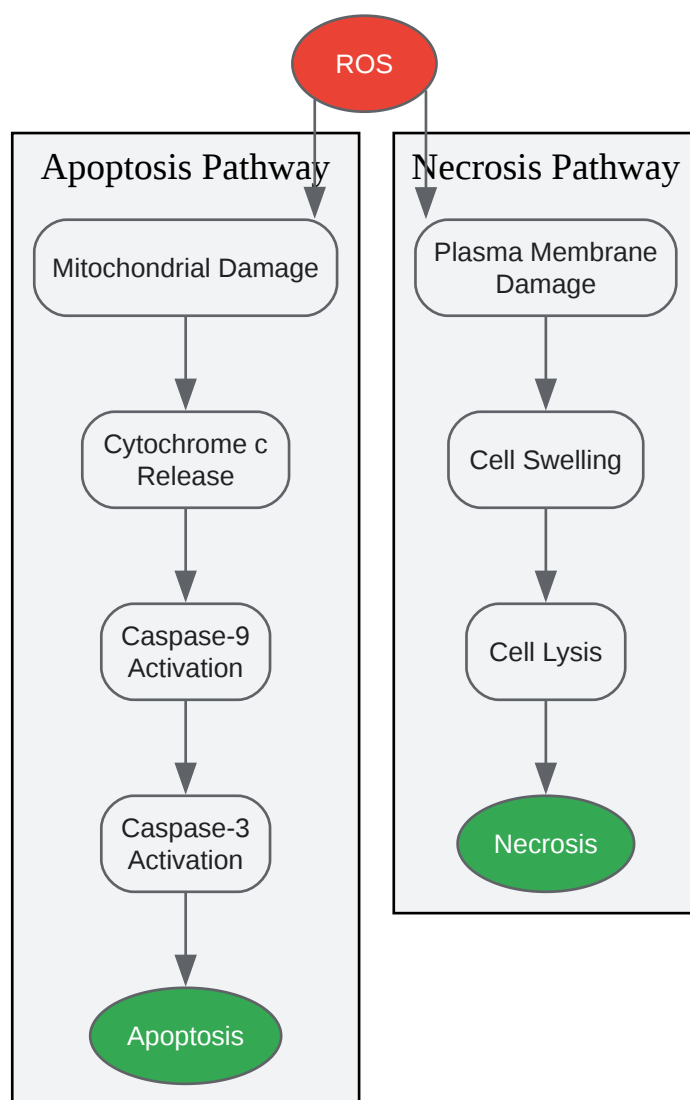 ROS
Apoptosis Pathway
Mitochondrial Damage
Cytochrome c
Release
Caspase-9
Activation
Caspase-3
Activation
Apoptosis
Necrosis Pathway
Plasma Membrane
Damage
Cell Swelling
Cell Lysis
Necrosis